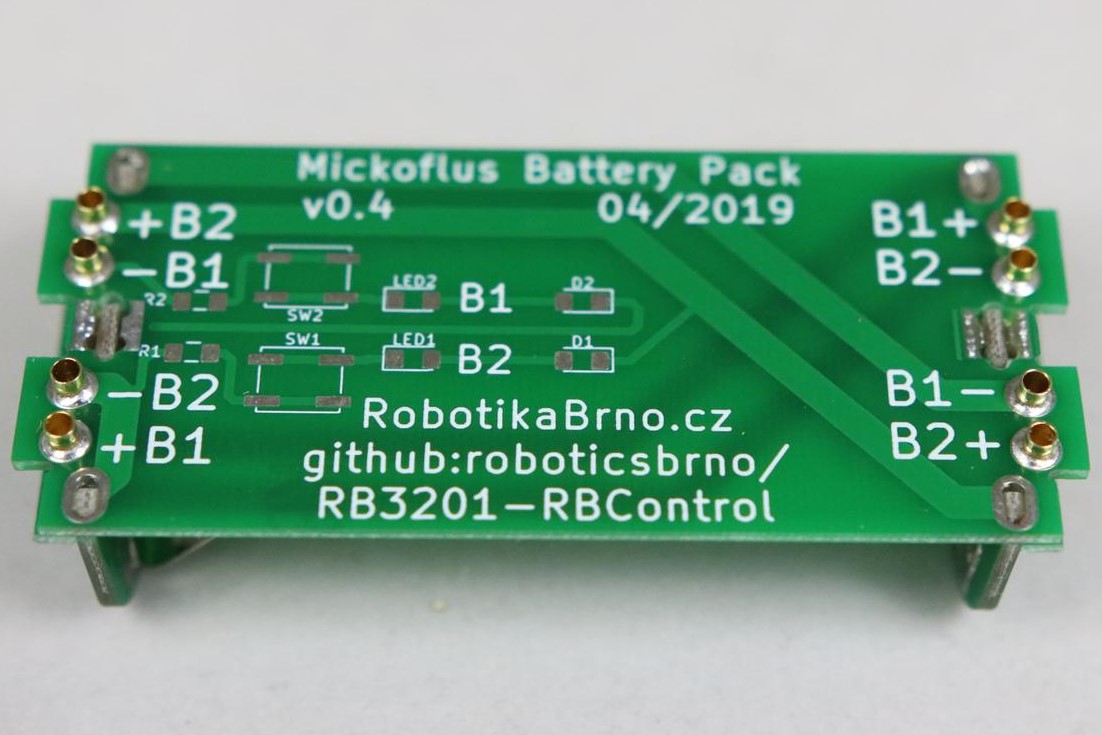 Mickoflus Battery Pack
v0.4 04/2019
+B2 B1+
-B1 B2-
R2 LED2 B1 D2
SW2
R1 SW1 LED1 B2 D1
-B2 B1-
+B1 B2+
RobotikaBrno.cz
github:roboticsbrno/
RB3201-RBControl